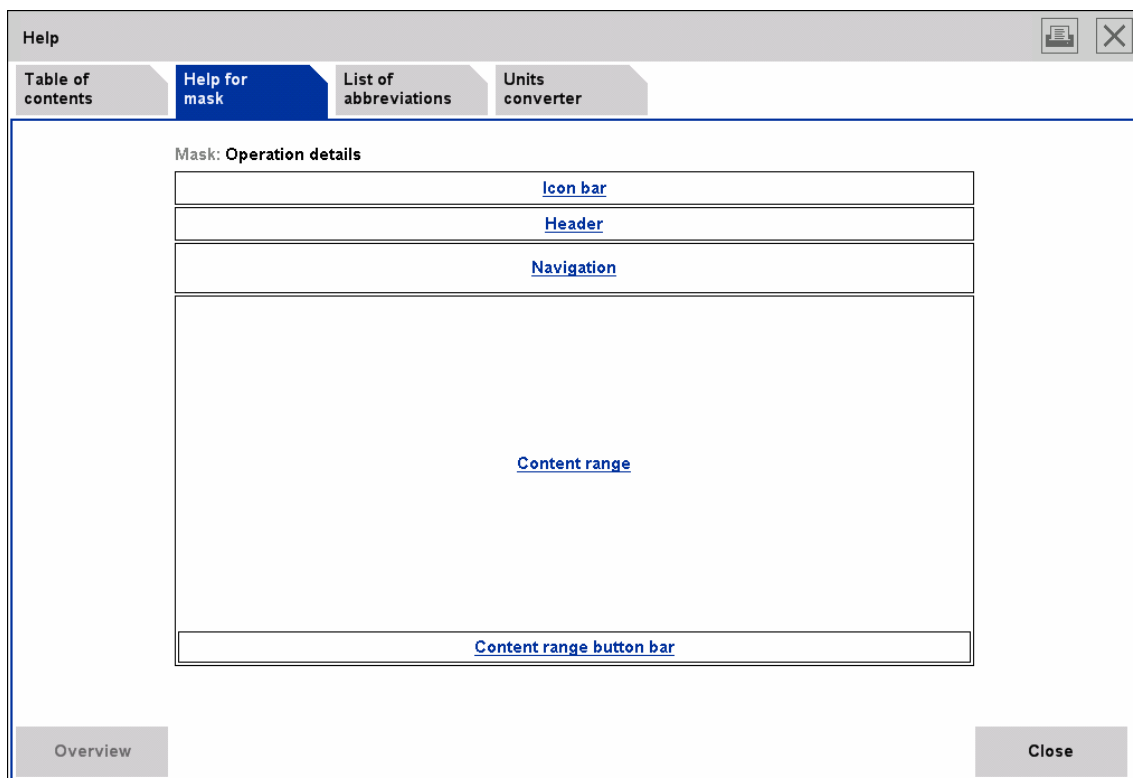 Help
Table of
contents
Help for
mask
List of
abbreviations
Units
converter
Mask: Operation details
Icon bar
Header
Navigation
Content range
Content range button bar
Overview
Close